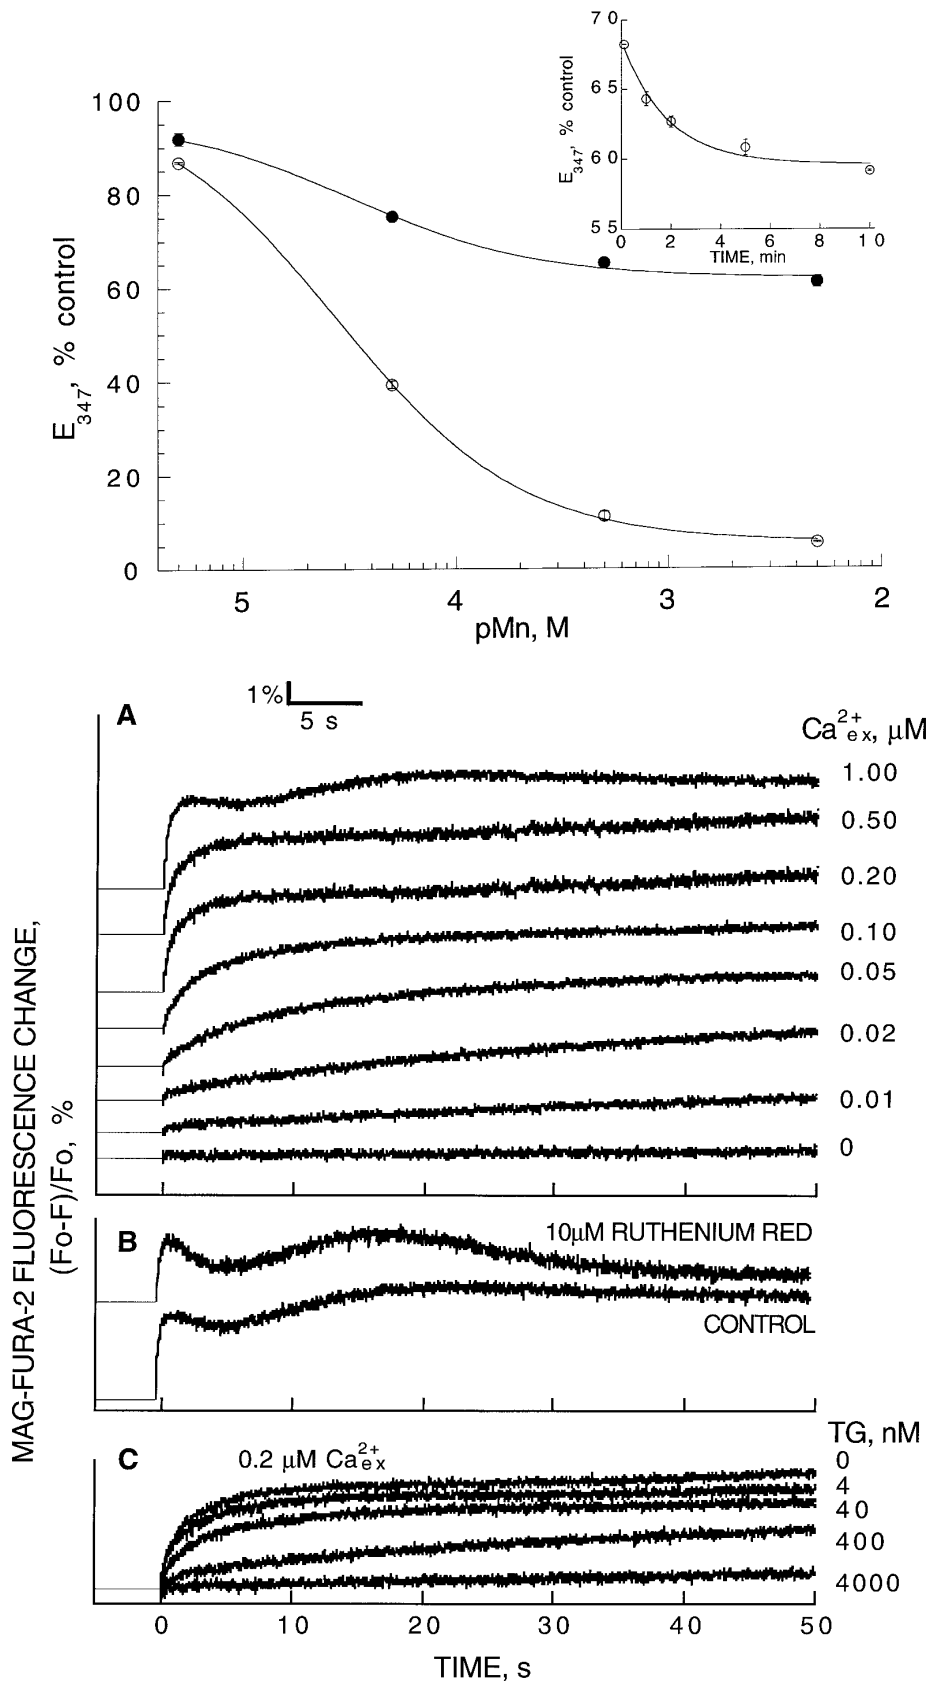 70
65
60
55
E347, % control
0 2 4 6 8 10
TIME, min
100
80
60
40
20
0
E347, % control
5 4 3 2
pMn, M
A
1%
5 s
Ca2+ex, μM
1.00
0.50
0.20
0.10
0.05
0.02
0.01
0
MAG-FURA-2 FLUORESCENCE CHANGE,
(Fo-F)/Fo, %
B
10μM RUTHENIUM RED
CONTROL
C
0.2 μM Ca2+ex
TG, nM
0
4
40
400
4000
0 10 20 30 40 50
TIME, s